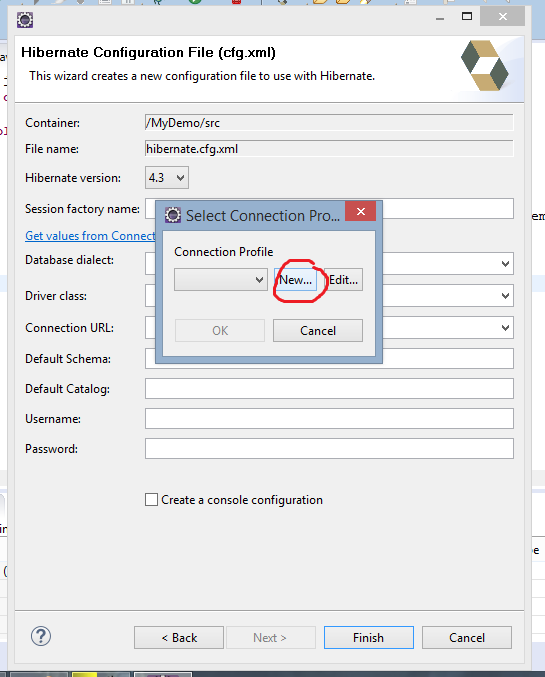 Hibernate Configuration File (cfg.xml)
This wizard creates a new configuration file to use with Hibernate.
Container: /MyDemo/src
File name: hibernate.cfg.xml
Hibernate version: 4.3
Session factory name:
Get values from Connect
Database dialect:
Driver class:
Connection URL:
Default Schema:
Default Catalog:
Username:
Password:
Select Connection Pro...
Connection Profile
New... Edit...
OK Cancel
Create a console configuration
? < Back Next > Finish Cancel